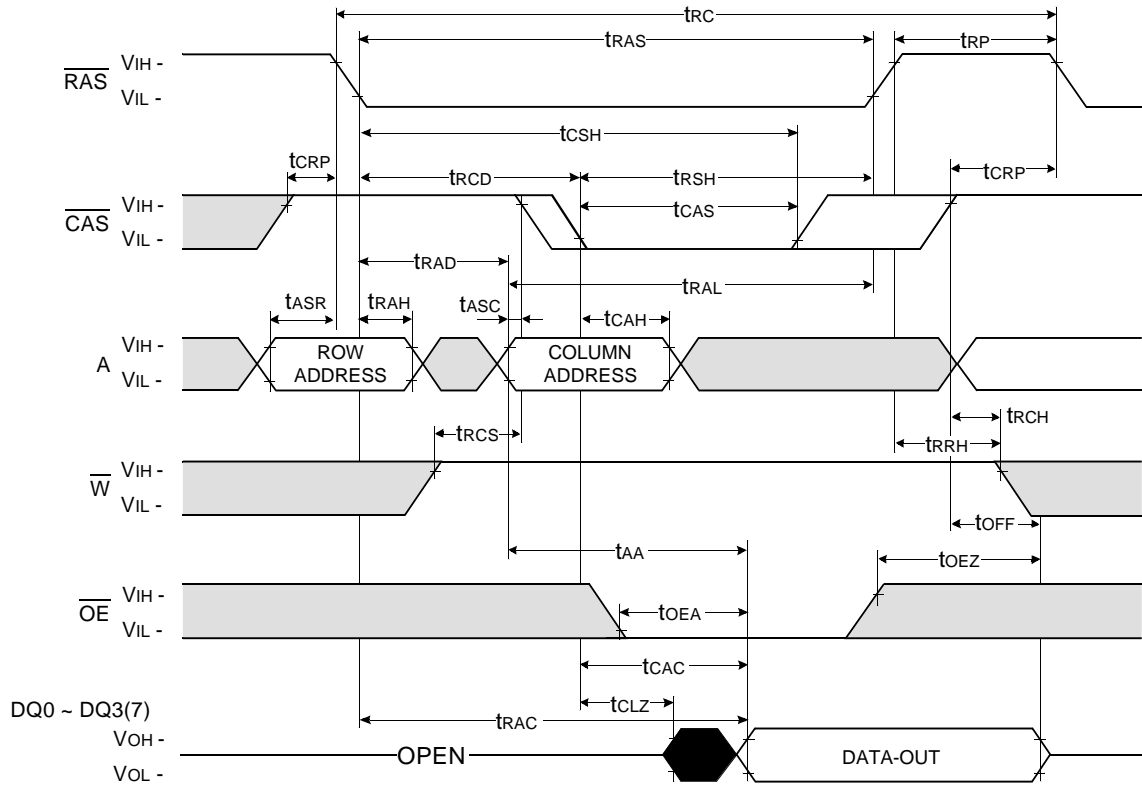 tRC
tRAS
tRP
RAS
VIH -
VIL -
tCSH
tCRP
tRCD
tRSH
tCRP
CAS
VIH -
VIL -
tCAS
tRAD
tRAL
tASR
tRAH
tASC
tCAH
A
VIH -
VIL -
ROW
ADDRESS
COLUMN
ADDRESS
tRCH
tRCS
tRRH
W
VIH -
VIL -
tOFF
tAA
tOEZ
OE
VIH -
VIL -
tOEA
tCAC
DQ0 ~ DQ3(7)
tCLZ
tRAC
VOH -
VOL -
OPEN
DATA-OUT